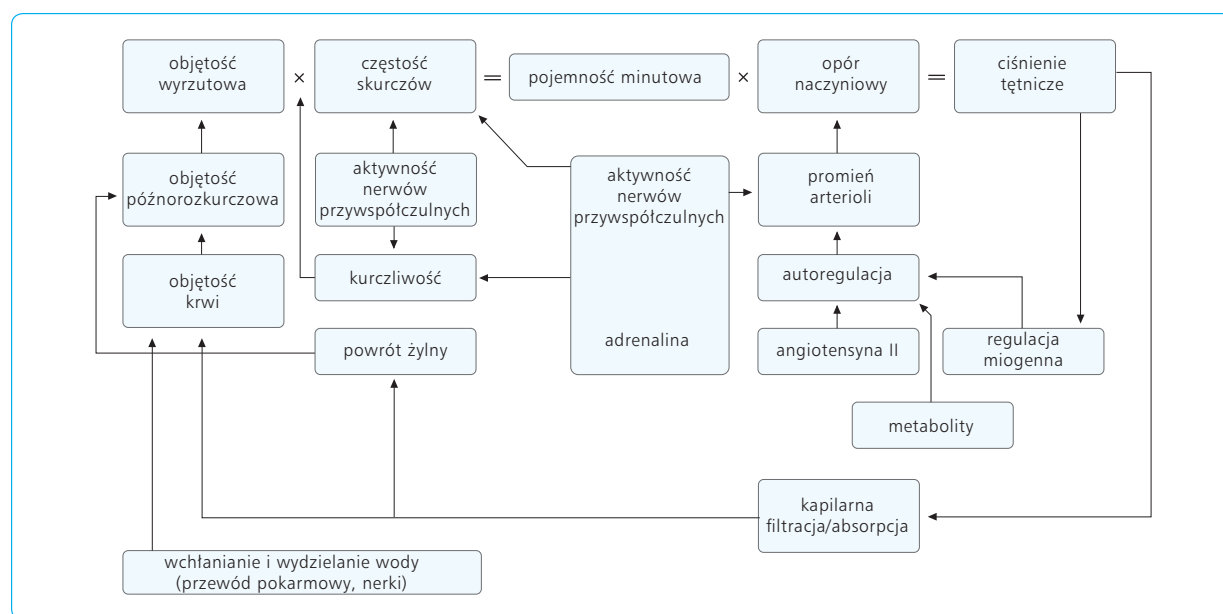 objętość
wyrzutowa
×
częstość
skurczów
=
pojemność minutowa
×
opór
naczyniowy
=
ciśnienie
tętnicze
objętość
późnorozkurczowa
aktywność
nerwów
przywspółczulnych
aktywność
nerwów
przywspółczulnych
promień
arterioli
objętość
krwi
kurczliwość
autoregulacja
powrót żylny
adrenalina
angiotensyna II
regulacja
miogenna
metabolity
kapilarna
filtracja/absorpcja
wchłanianie i wydzielanie wody
(przewód pokarmowy, nerki)